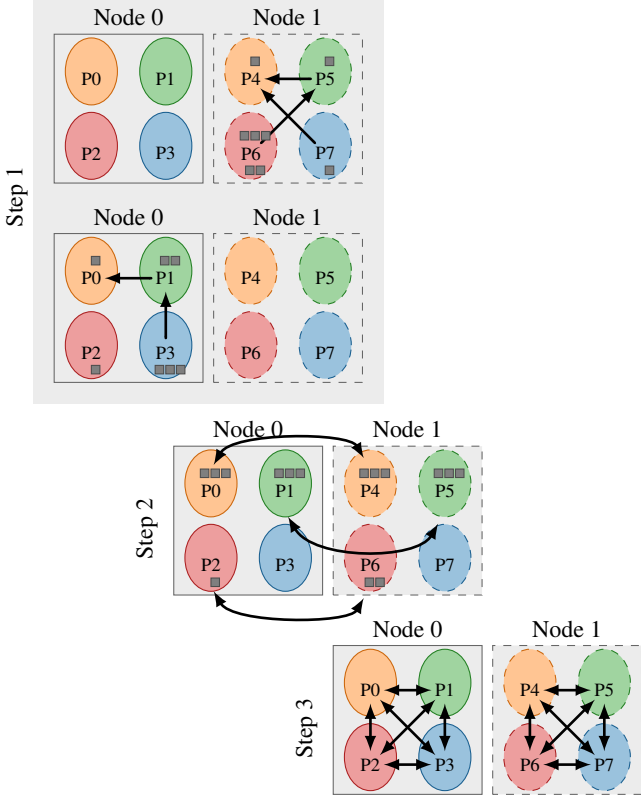 Node 0 Node 1
P0 P1 P4 P5
P2 P3 P6 P7
Step 1
Node 0 Node 1
P0 P1 P4 P5
P2 P3 P6 P7
Node 0 Node 1
P0 P1 P4 P5
Step 2
P2 P3 P6 P7
Node 0 Node 1
P0 P1 P4 P5
Step 3
P2 P3 P6 P7